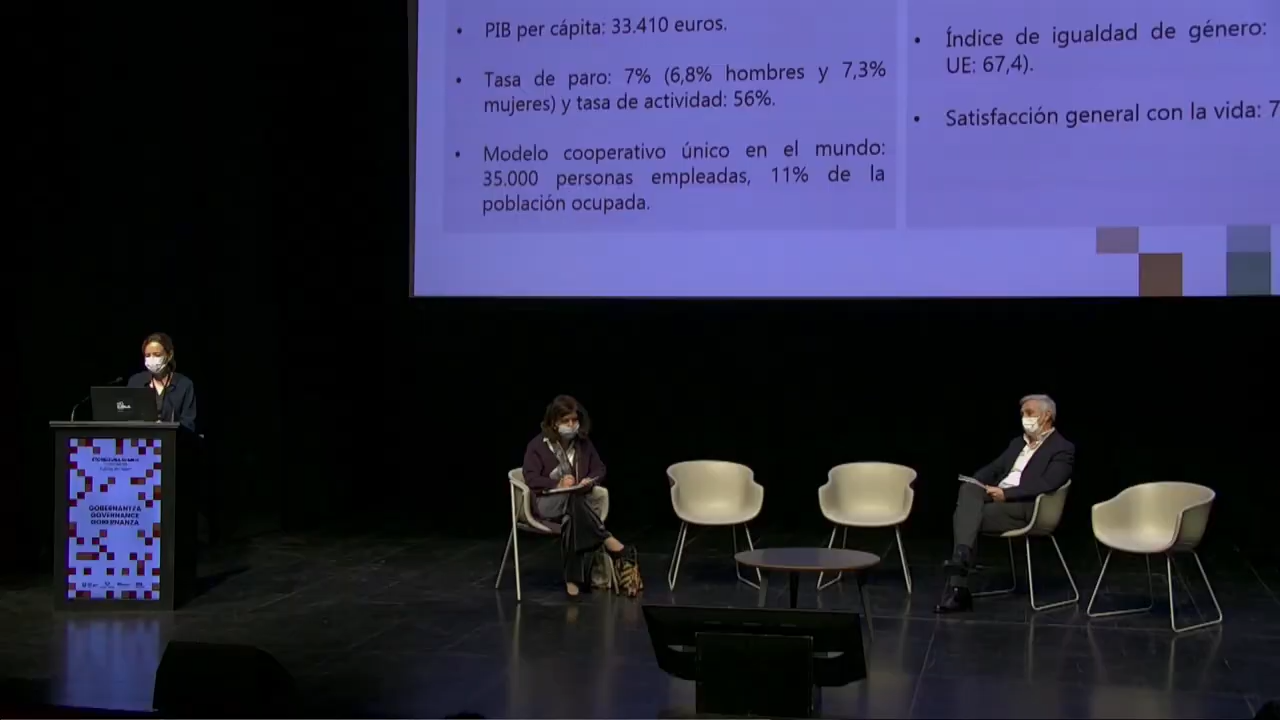 • PIB per cápita: 33.410 euros.
• Tasa de paro: 7% (6,8% hombres y 7,3%
mujeres) y tasa de actividad: 56%.
• Modelo cooperativo único en el mundo:
35.000 personas empleadas, 11% de la
población ocupada.
• Índice de igualdad de género:
UE: 67,4).
• Satisfacción general con la vida: 7
GOBERNANTZA
GOVERNANCE
GOBERNANZA